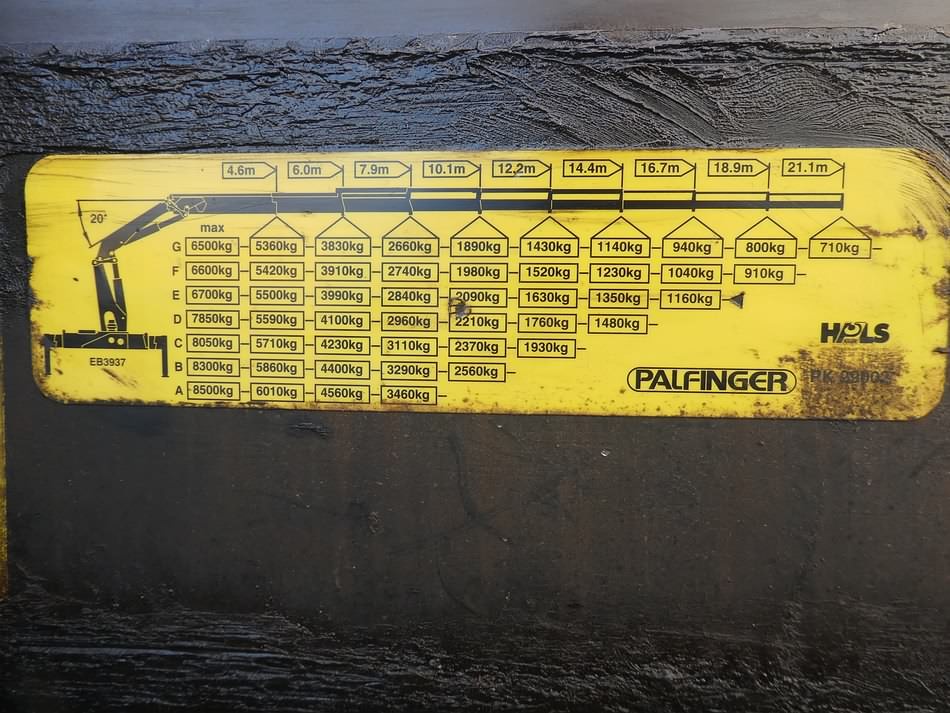 4.6m 6.0m 7.9m 10.1m 12.2m 14.4m 16.7m 18.9m 21.1m
20°
max
G 6500kg 5360kg 3830kg 2660kg 1890kg 1430kg 1140kg 940kg 800kg 710kg
F 6600kg 5420kg 3910kg 2740kg 1980kg 1520kg 1230kg 1040kg 910kg
E 6700kg 5500kg 3990kg 2840kg 2090kg 1630kg 1350kg 1160kg
D 7850kg 5590kg 4100kg 2960kg 2210kg 1760kg 1480kg
C 8050kg 5710kg 4230kg 3110kg 2370kg 1930kg
B 8300kg 5860kg 4400kg 3290kg 2560kg
A 8500kg 6010kg 4560kg 3460kg
EB3937
HPLS
PALFINGER PK